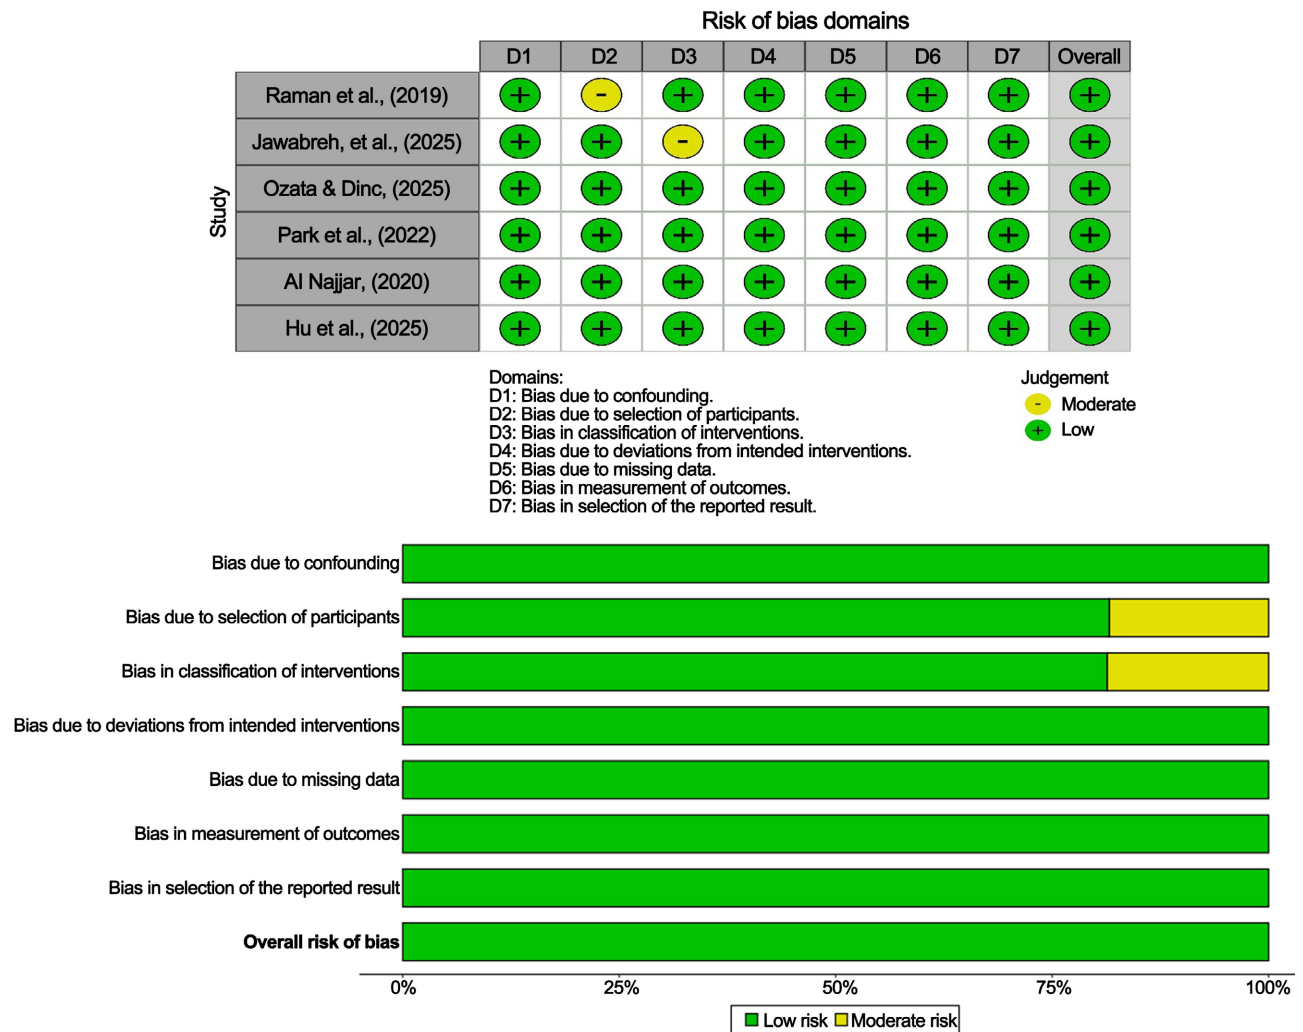 Risk of bias domains
D1 D2 D3 D4 D5 D6 D7 Overall
Study
Raman et al., (2019) + - + + + + + +
Jawabreh, et al., (2025) + + - + + + + +
Ozata & Dinc, (2025) + + + + + + + +
Park et al., (2022) + + + + + + + +
Al Najjar, (2020) + + + + + + + +
Hu et al., (2025) + + + + + + + +
Domains:
D1: Bias due to confounding.
D2: Bias due to selection of participants.
D3: Bias in classification of interventions.
D4: Bias due to deviations from intended interventions.
D5: Bias due to missing data.
D6: Bias in measurement of outcomes.
D7: Bias in selection of the reported result.
Judgement
- Moderate
+ Low
Bias due to confounding
Bias due to selection of participants
Bias in classification of interventions
Bias due to deviations from intended interventions
Bias due to missing data
Bias in measurement of outcomes
Bias in selection of the reported result
Overall risk of bias
0% 25% 50% 75% 100%
Low risk Moderate risk